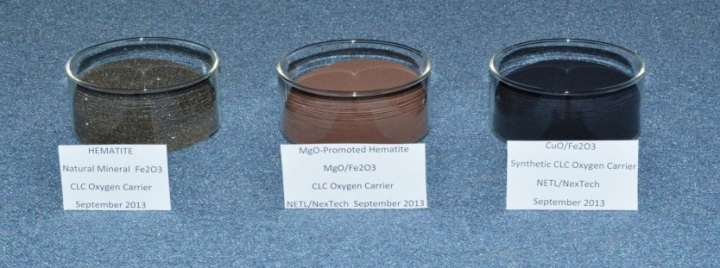 HEMATITE
Natural Mineral Fe2O3
CLC Oxygen Carrier
September 2013
MgO-Promoted Hematite
MgO/Fe2O3
CLC Oxygen Carrier
NETL/NexTech September 2013
CuO/Fe2O3
Synthetic CLC Oxygen Carrier
NETL/NexTech
September 2013